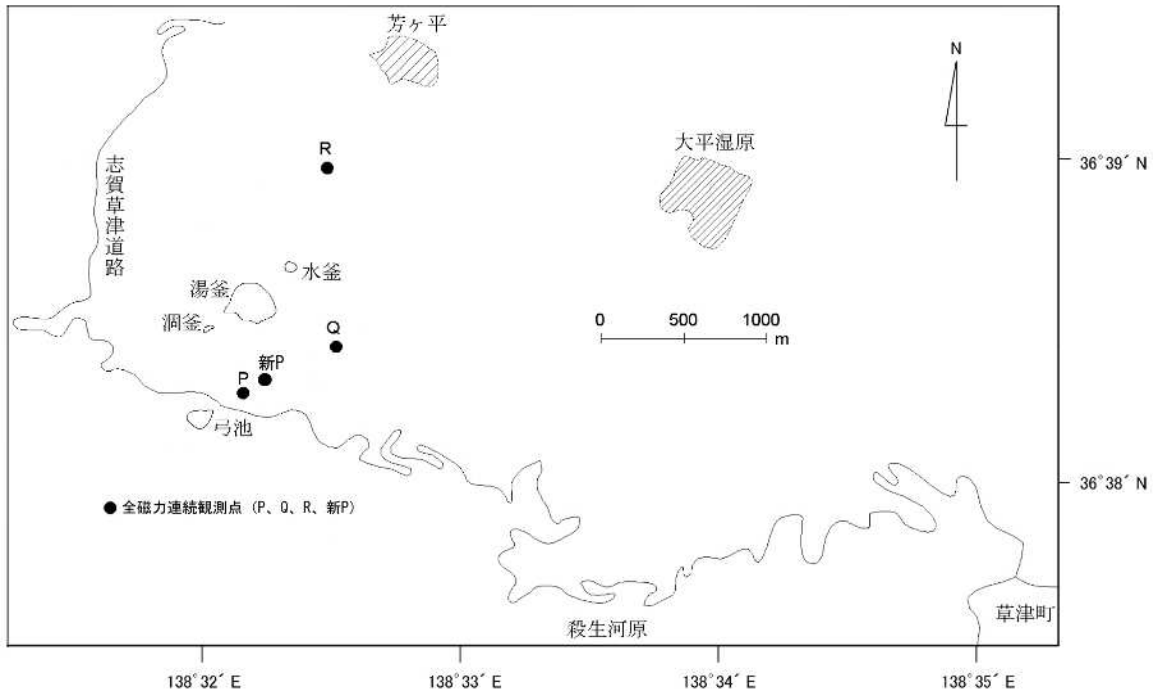 芳ヶ平
N
R
大平湿原
36°39′ N
志賀草津道路
水釜
湯釜
涸釜
0 500 1000
m
Q
新P
P
弓池
36°38′ N
● 全磁力連続観測点 (P、Q、R、新P)
草津町
殺生河原
138°32′ E 138°33′ E 138°34′ E 138°35′ E